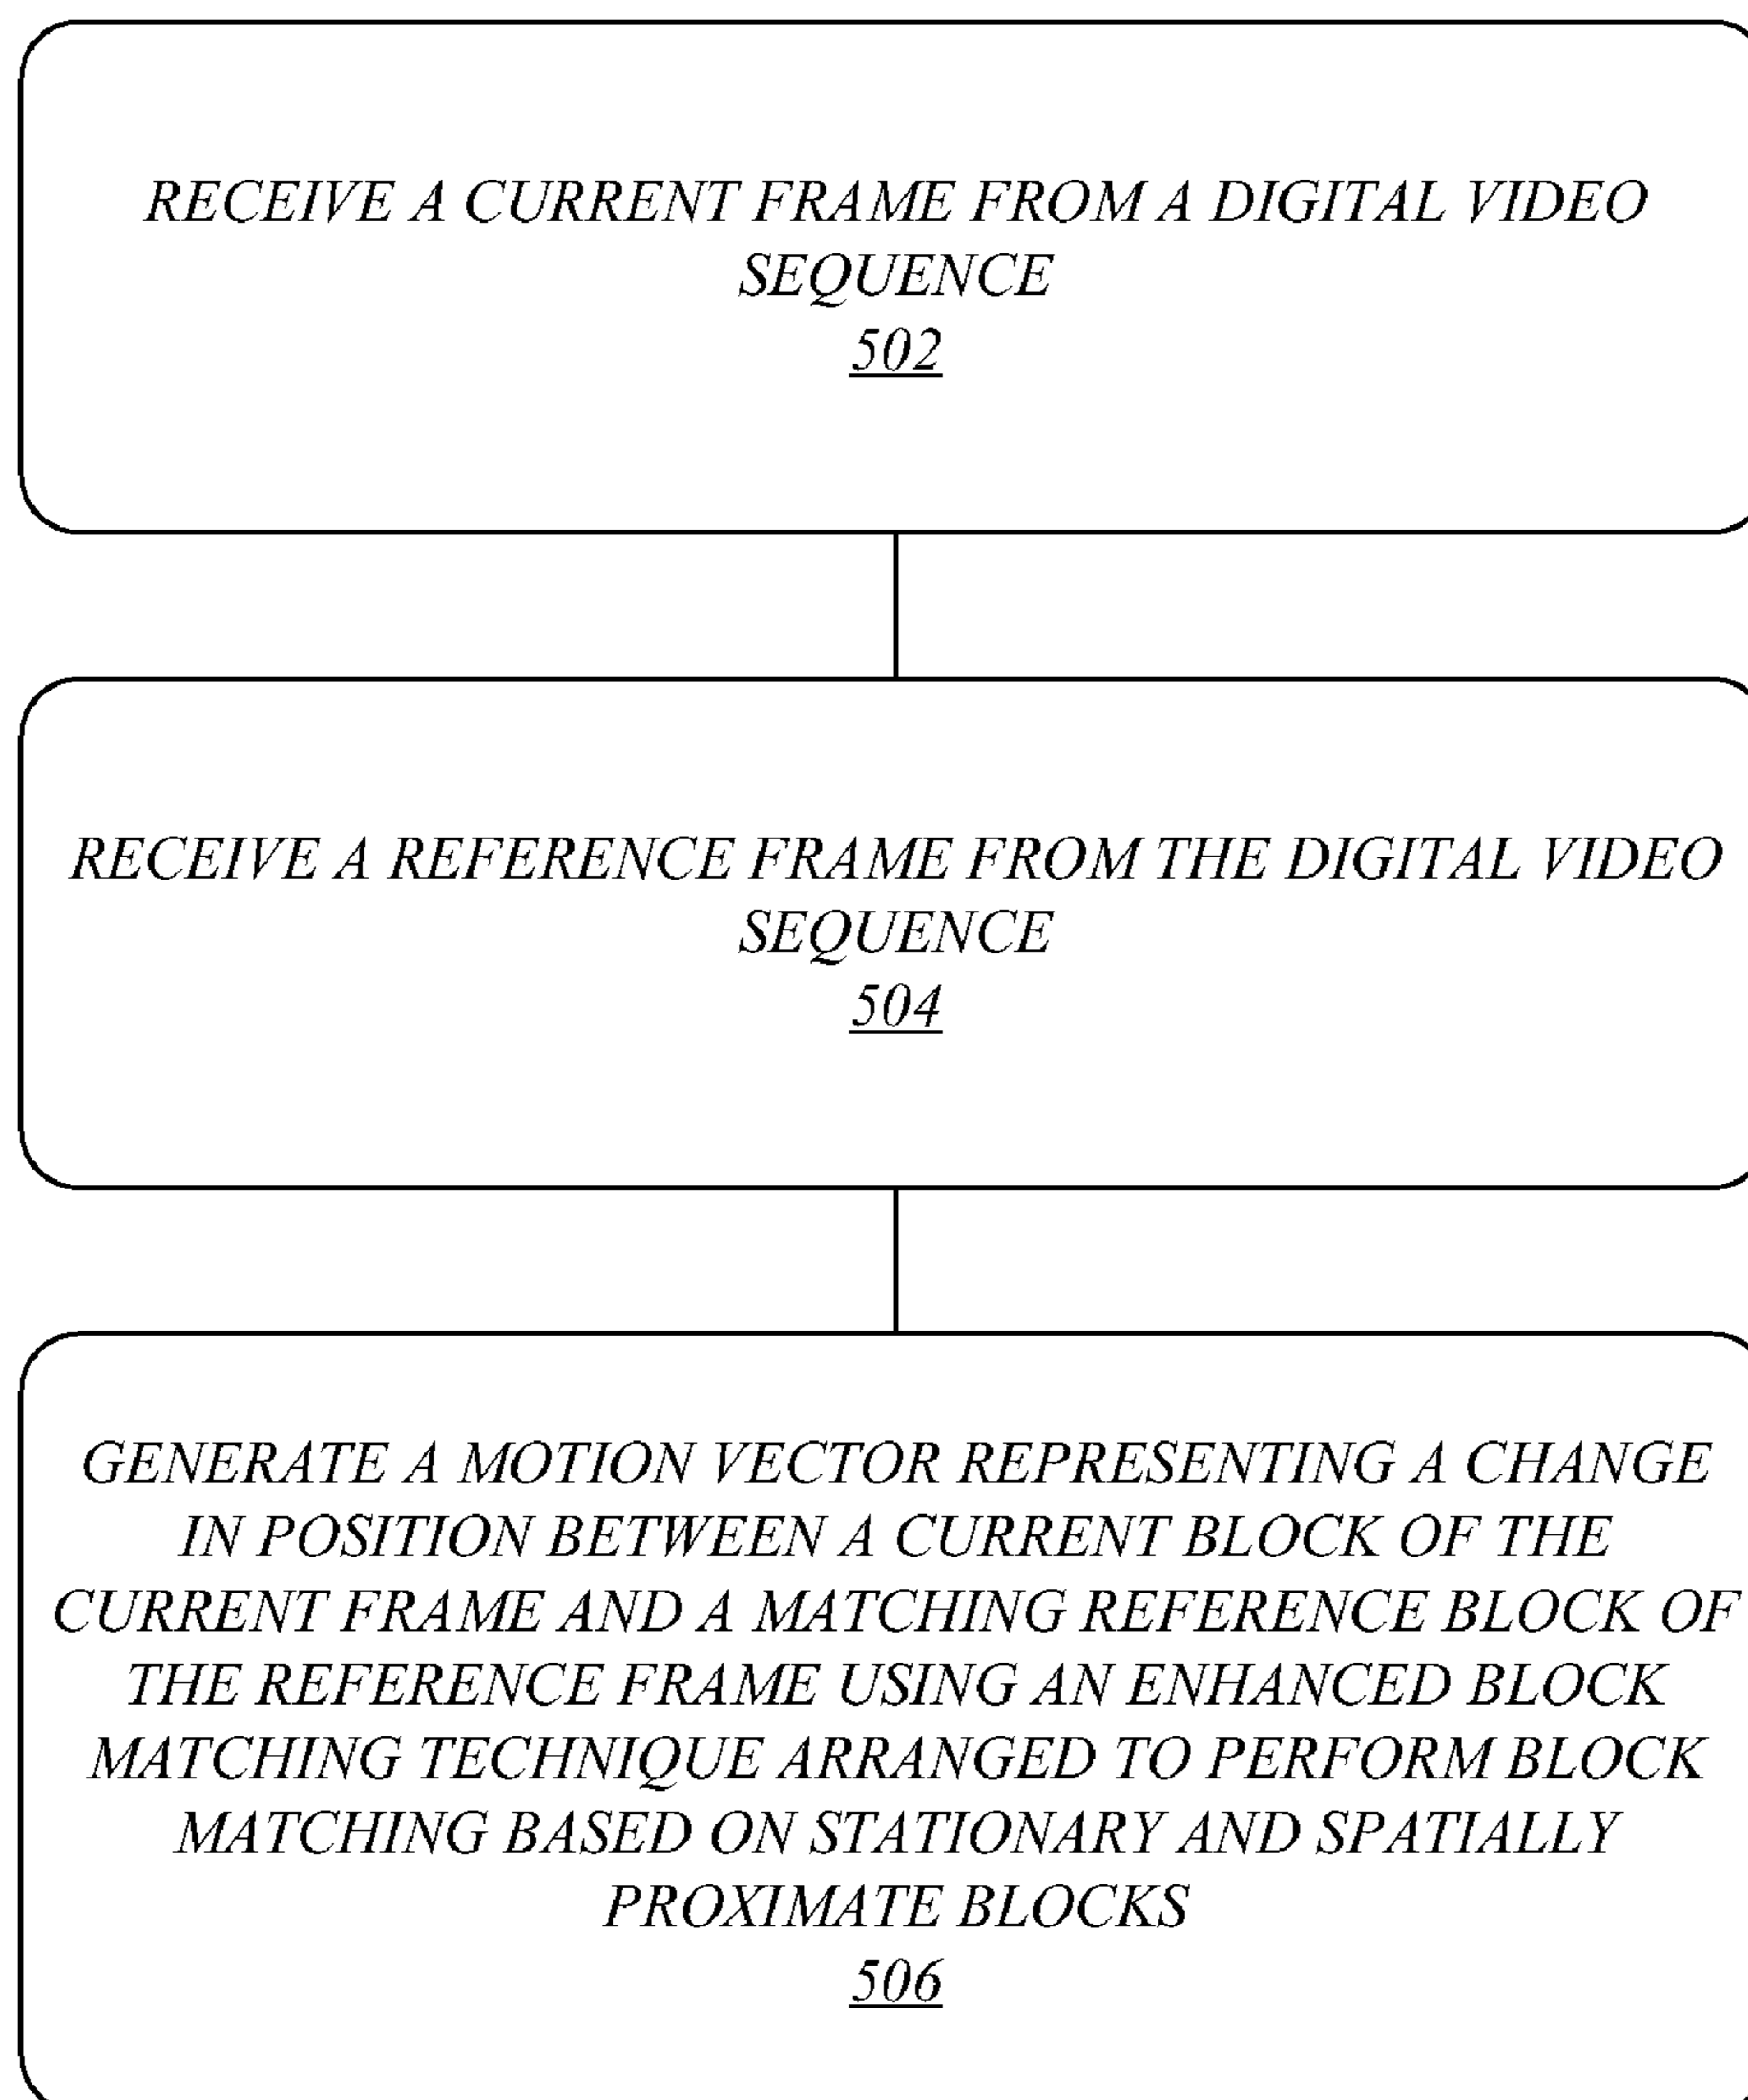 RECEIVE A CURRENT FRAME FROM A DIGITAL VIDEO
SEQUENCE
502
RECEIVE A REFERENCE FRAME FROM THE DIGITAL VIDEO
SEQUENCE
504
GENERATE A MOTION VECTOR REPRESENTING A CHANGE
IN POSITION BETWEEN A CURRENT BLOCK OF THE
CURRENT FRAME AND A MATCHING REFERENCE BLOCK OF
THE REFERENCE FRAME USING AN ENHANCED BLOCK
MATCHING TECHNIQUE ARRANGED TO PERFORM BLOCK
MATCHING BASED ON STATIONARY AND SPATIALLY
PROXIMATE BLOCKS
506